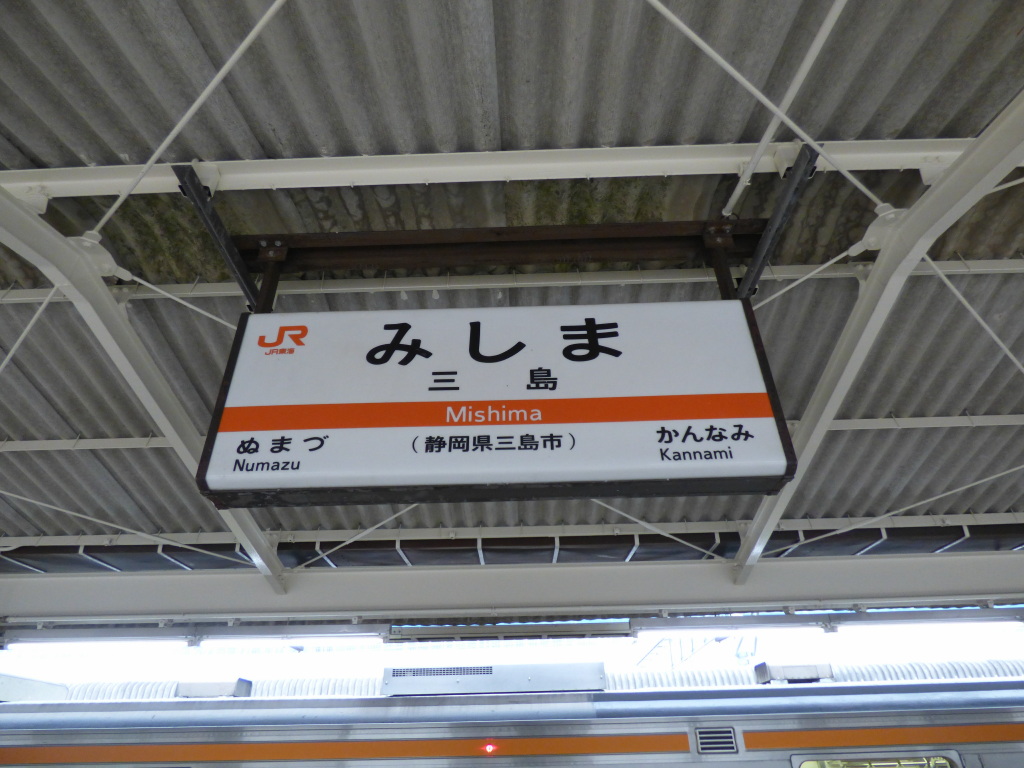 JR
JR東海
みしま
三島
Mishima
ぬまづ
Numazu
（静岡県三島市）
かんなみ
Kannami